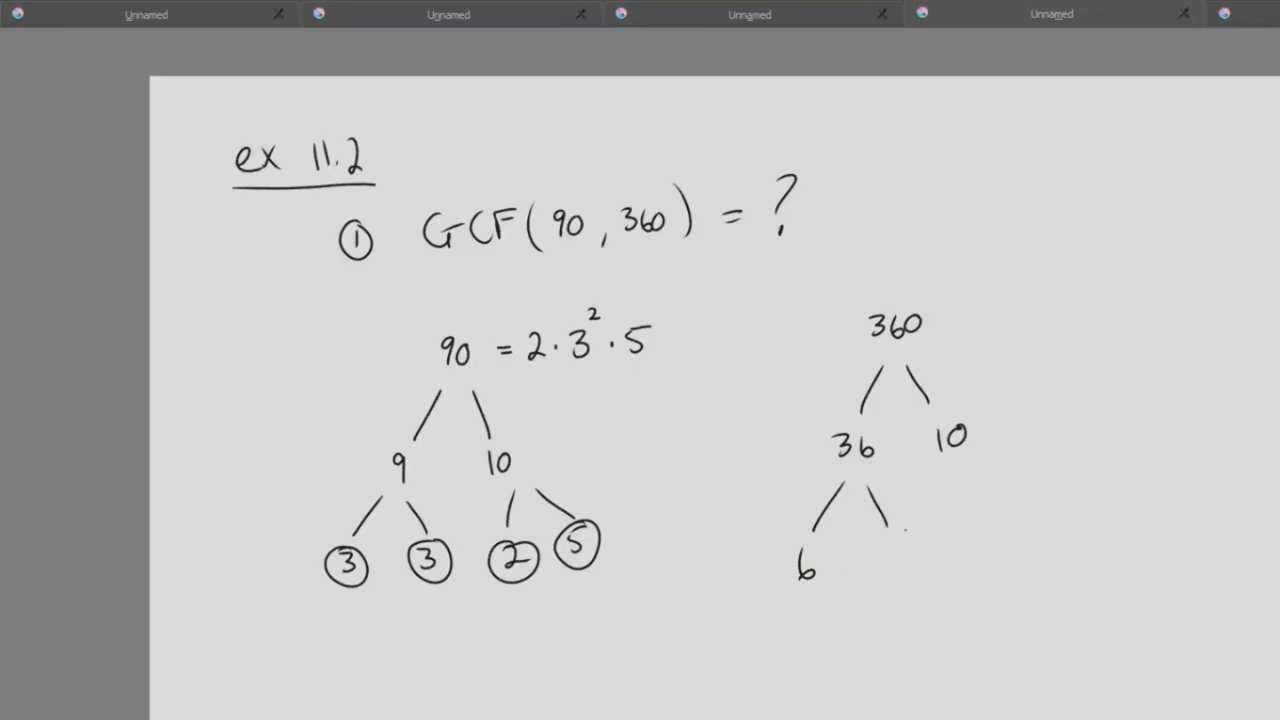 Unnamed Unnamed Unnamed Unnamed
ex 11.2
① GCF(90, 360) = ?
90 = 2 · 3² · 5
360
9 10
36 10
3 3 2 5
6